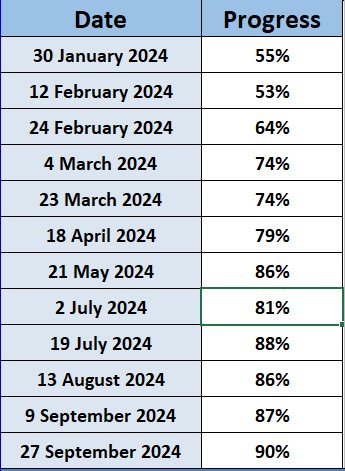 Date Progress
30 January 2024 55%
12 February 2024 53%
24 February 2024 64%
4 March 2024 74%
23 March 2024 74%
18 April 2024 79%
21 May 2024 86%
2 July 2024 81%
19 July 2024 88%
13 August 2024 86%
9 September 2024 87%
27 September 2024 90%